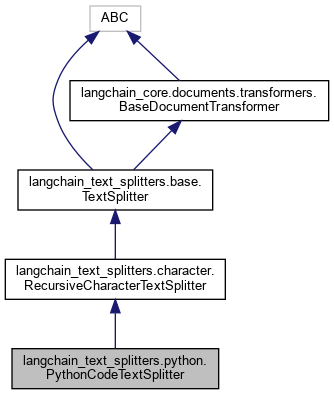 ABC
langchain_core.documents.transformers.
BaseDocumentTransformer
langchain_text_splitters.base.
TextSplitter
langchain_text_splitters.character.
RecursiveCharacterTextSplitter
langchain_text_splitters.python.
PythonCodeTextSplitter